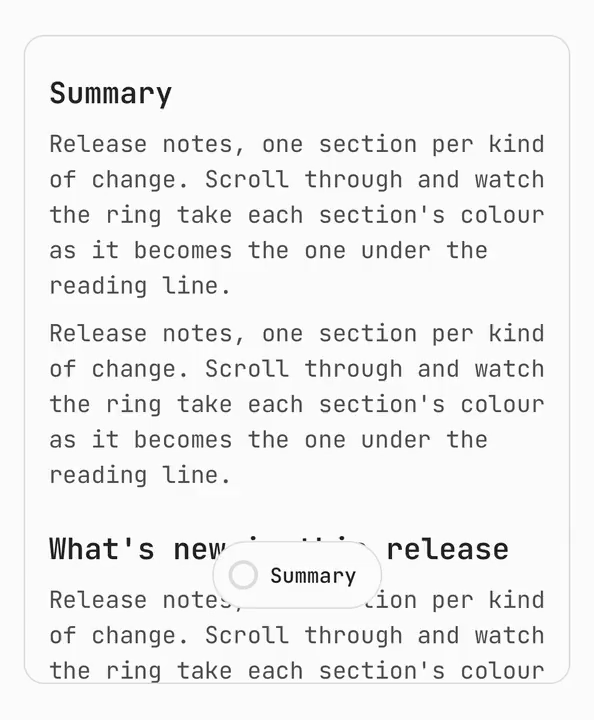 Summary
Release notes, one section per kind
of change. Scroll through and watch
the ring take each section's colour
as it becomes the one under the
reading line.
Release notes, one section per kind
of change. Scroll through and watch
the ring take each section's colour
as it becomes the one under the
reading line.
What's new in this release
Summary
Release notes, tion per kind
of change. Scroll through and watch
the ring take each section's colour